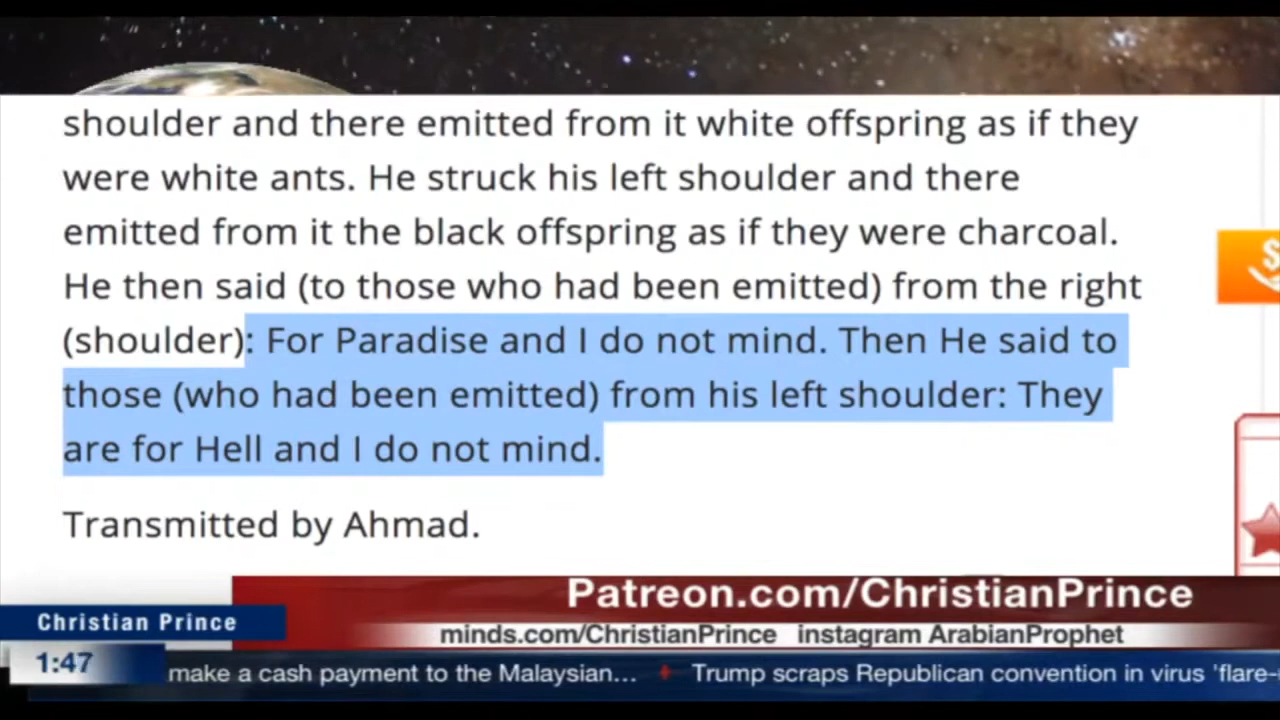 shoulder and there emitted from it white offspring as if they
were white ants. He struck his left shoulder and there
emitted from it the black offspring as if they were charcoal.
He then said (to those who had been emitted) from the right
(shoulder): For Paradise and I do not mind. Then He said to
those (who had been emitted) from his left shoulder: They
are for Hell and I do not mind.
Transmitted by Ahmad.
$
Patreon.com/ChristianPrince
Christian Prince
minds.com/ChristianPrince instagram ArabianProphet
1:47
make a cash payment to the Malaysian... Trump scraps Republican convention in virus 'flare-